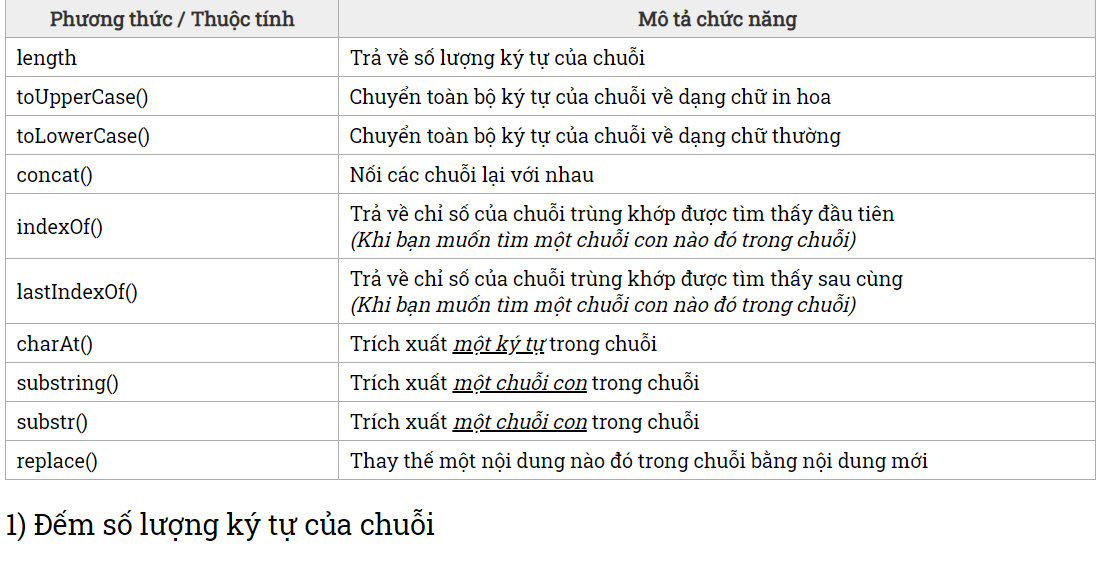 Phương thức / Thuộc tính Mô tả chức năng
length Trả về số lượng ký tự của chuỗi
toUpperCase() Chuyển toàn bộ ký tự của chuỗi về dạng chữ in hoa
toLowerCase() Chuyển toàn bộ ký tự của chuỗi về dạng chữ thường
concat() Nối các chuỗi lại với nhau
indexOf() Trả về chỉ số của chuỗi trùng khớp được tìm thấy đầu tiên
(Khi bạn muốn tìm một chuỗi con nào đó trong chuỗi)
lastIndexOf() Trả về chỉ số của chuỗi trùng khớp được tìm thấy sau cùng
(Khi bạn muốn tìm một chuỗi con nào đó trong chuỗi)
charAt() Trích xuất một ký tự trong chuỗi
substring() Trích xuất một chuỗi con trong chuỗi
substr() Trích xuất một chuỗi con trong chuỗi
replace() Thay thế một nội dung nào đó trong chuỗi bằng nội dung mới
1) Đếm số lượng ký tự của chuỗi